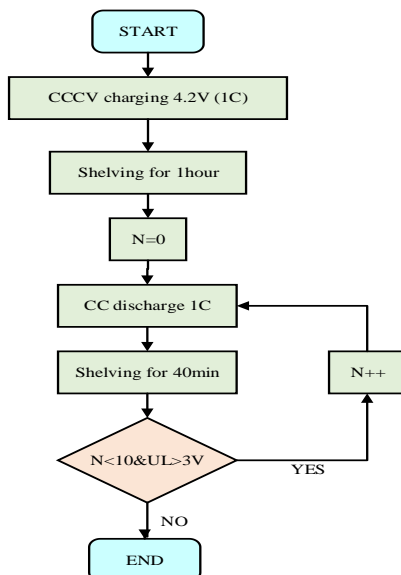 START
CCCV charging 4.2V (1C)
Shelving for 1hour
N=0
CC discharge 1C
Shelving for 40min
N++
N<10&UL>3V
YES
NO
END